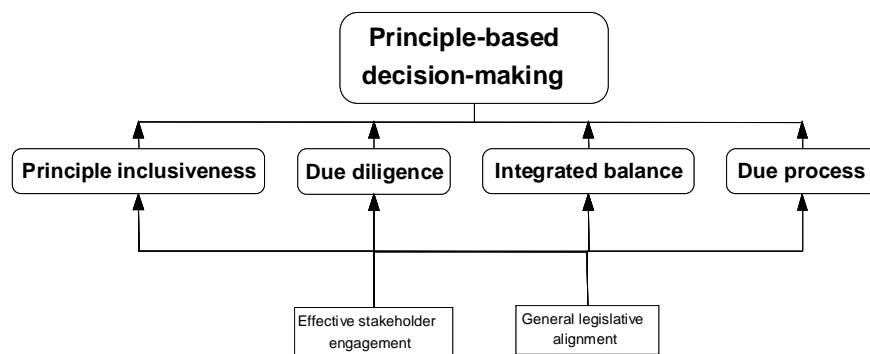 Principle-based
decision-making
Principle inclusiveness
Due diligence
Integrated balance
Due process
Effective stakeholder
engagement
General legislative
alignment